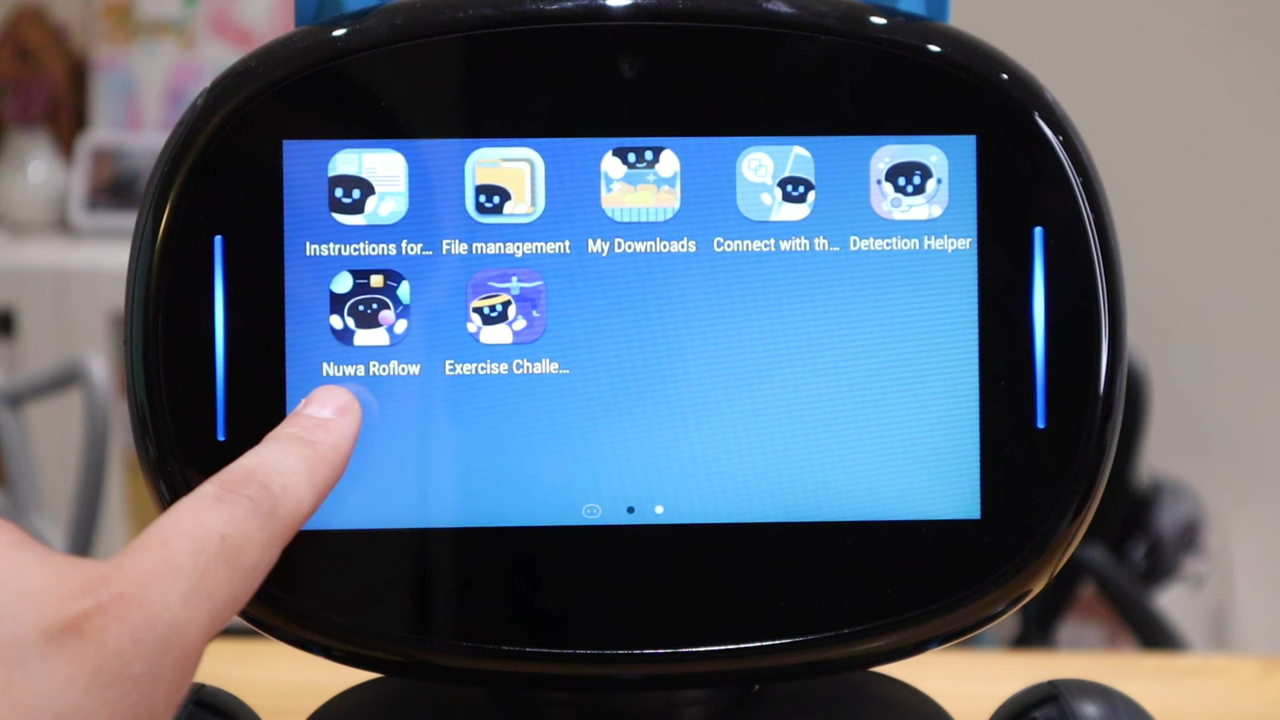 Instructions for...
File management
My Downloads
Connect with th...
Detection Helper
Nuwa Roflow
Exercise Challe...